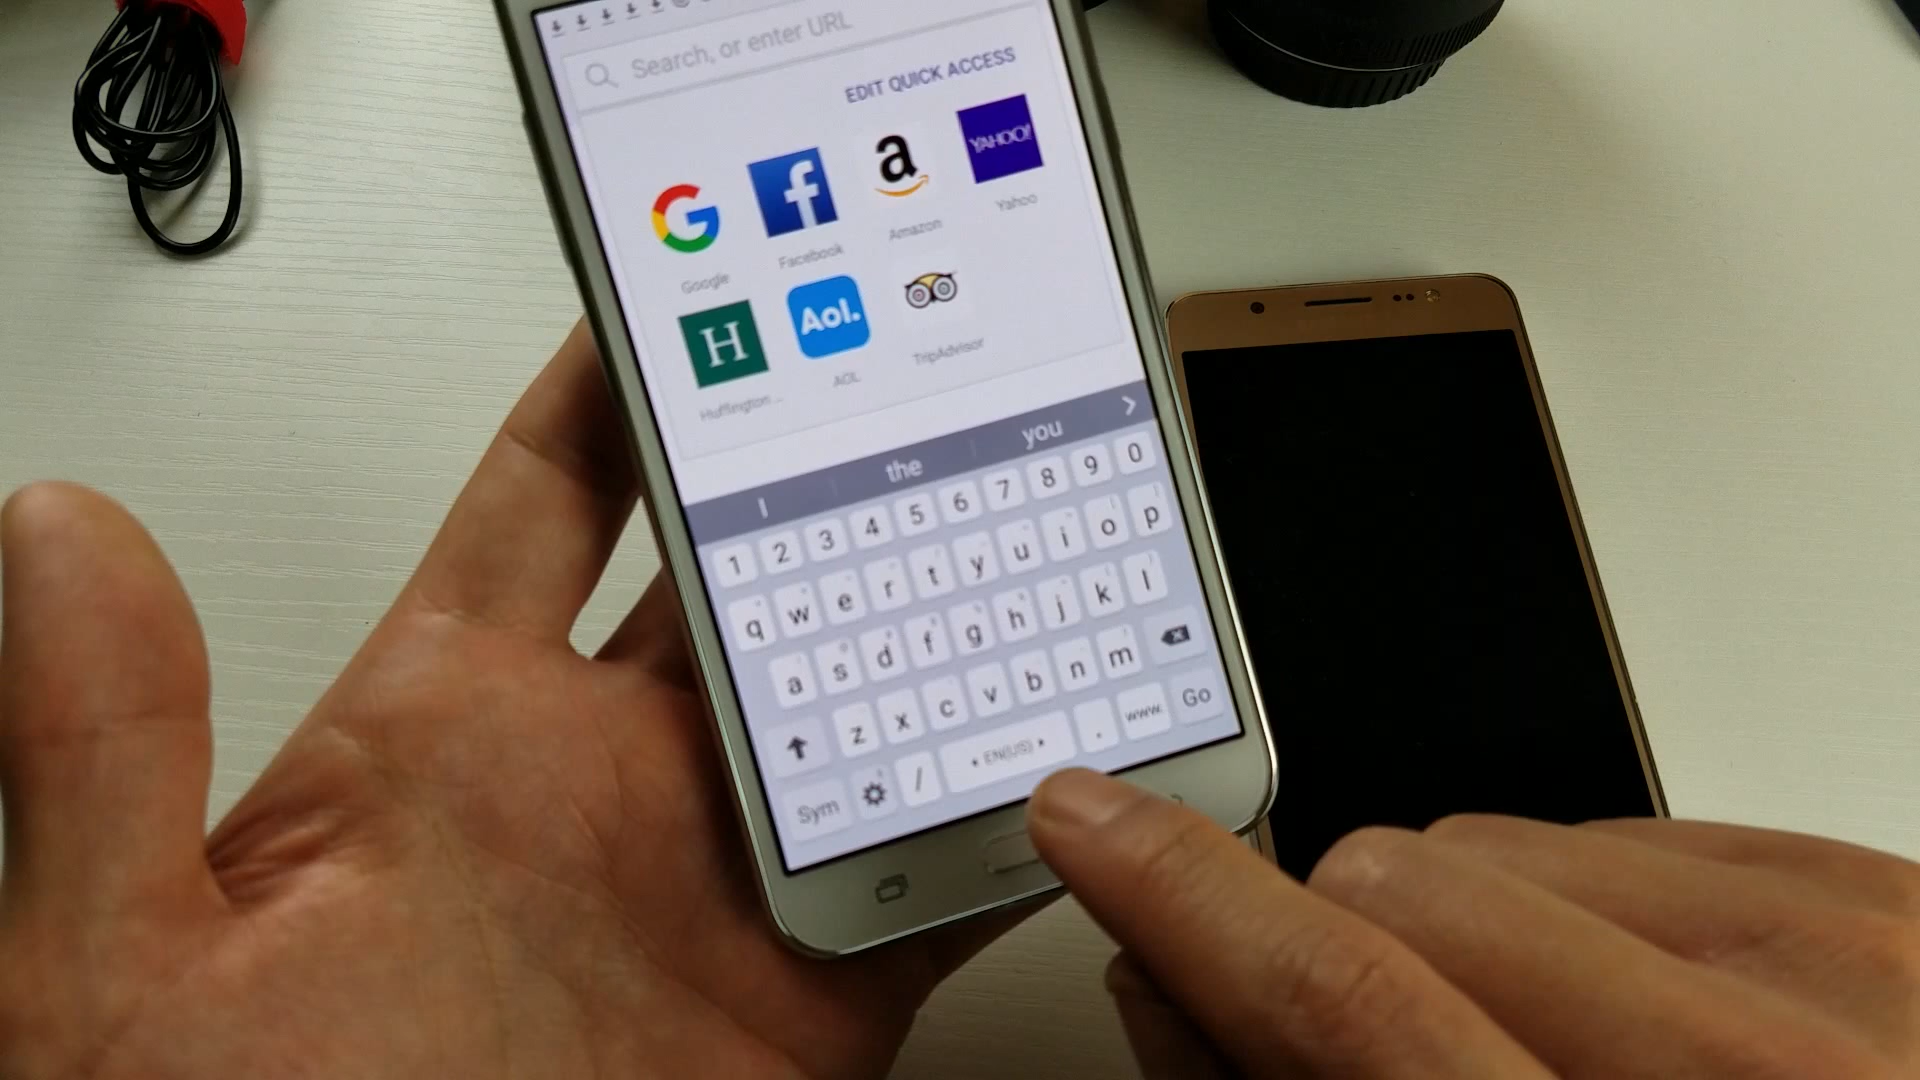 Search, or enter URL
EDIT QUICK ACCESS
YAHOO!
a
f
G
Google
Facebook
Amazon
Yahoo
H
Aol.
Huffington ...
AOL
TripAdvisor
I the you
1 2 3 4 5 6 7 8 9 0
q w e r t y u i o p
a s d f g h j k l
z x c v b n m
Sym / EN(US) . www. Go